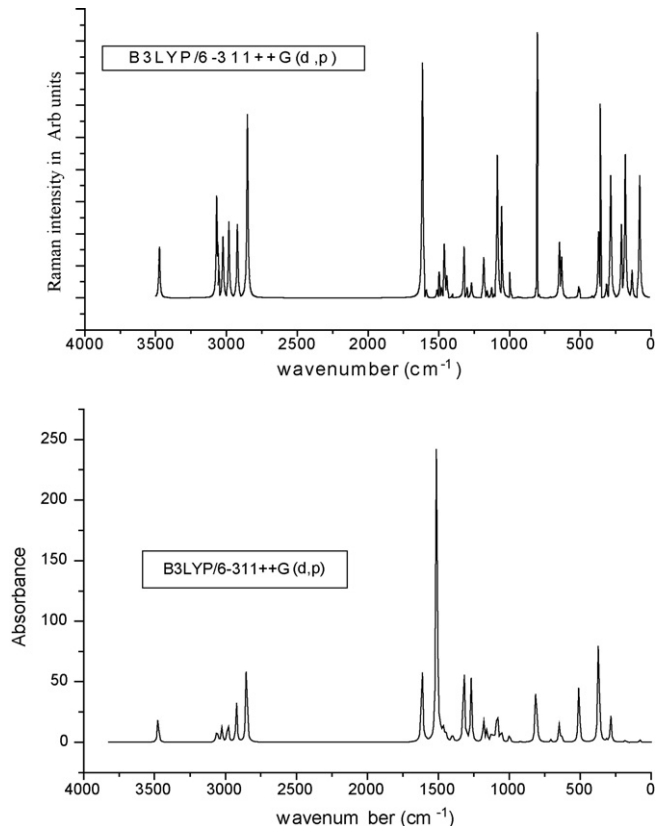 B3LYP/6-311++G(d,p)
Raman intensity in Arb units
4000 3500 3000 2500 2000 1500 1000 500 0
wavenumber (cm-1)
250
200
150
100
50
0
B3LYP/6-311++G(d,p)
Absorbance
4000 3500 3000 2500 2000 1500 1000 500 0
wavenum ber (cm-1)